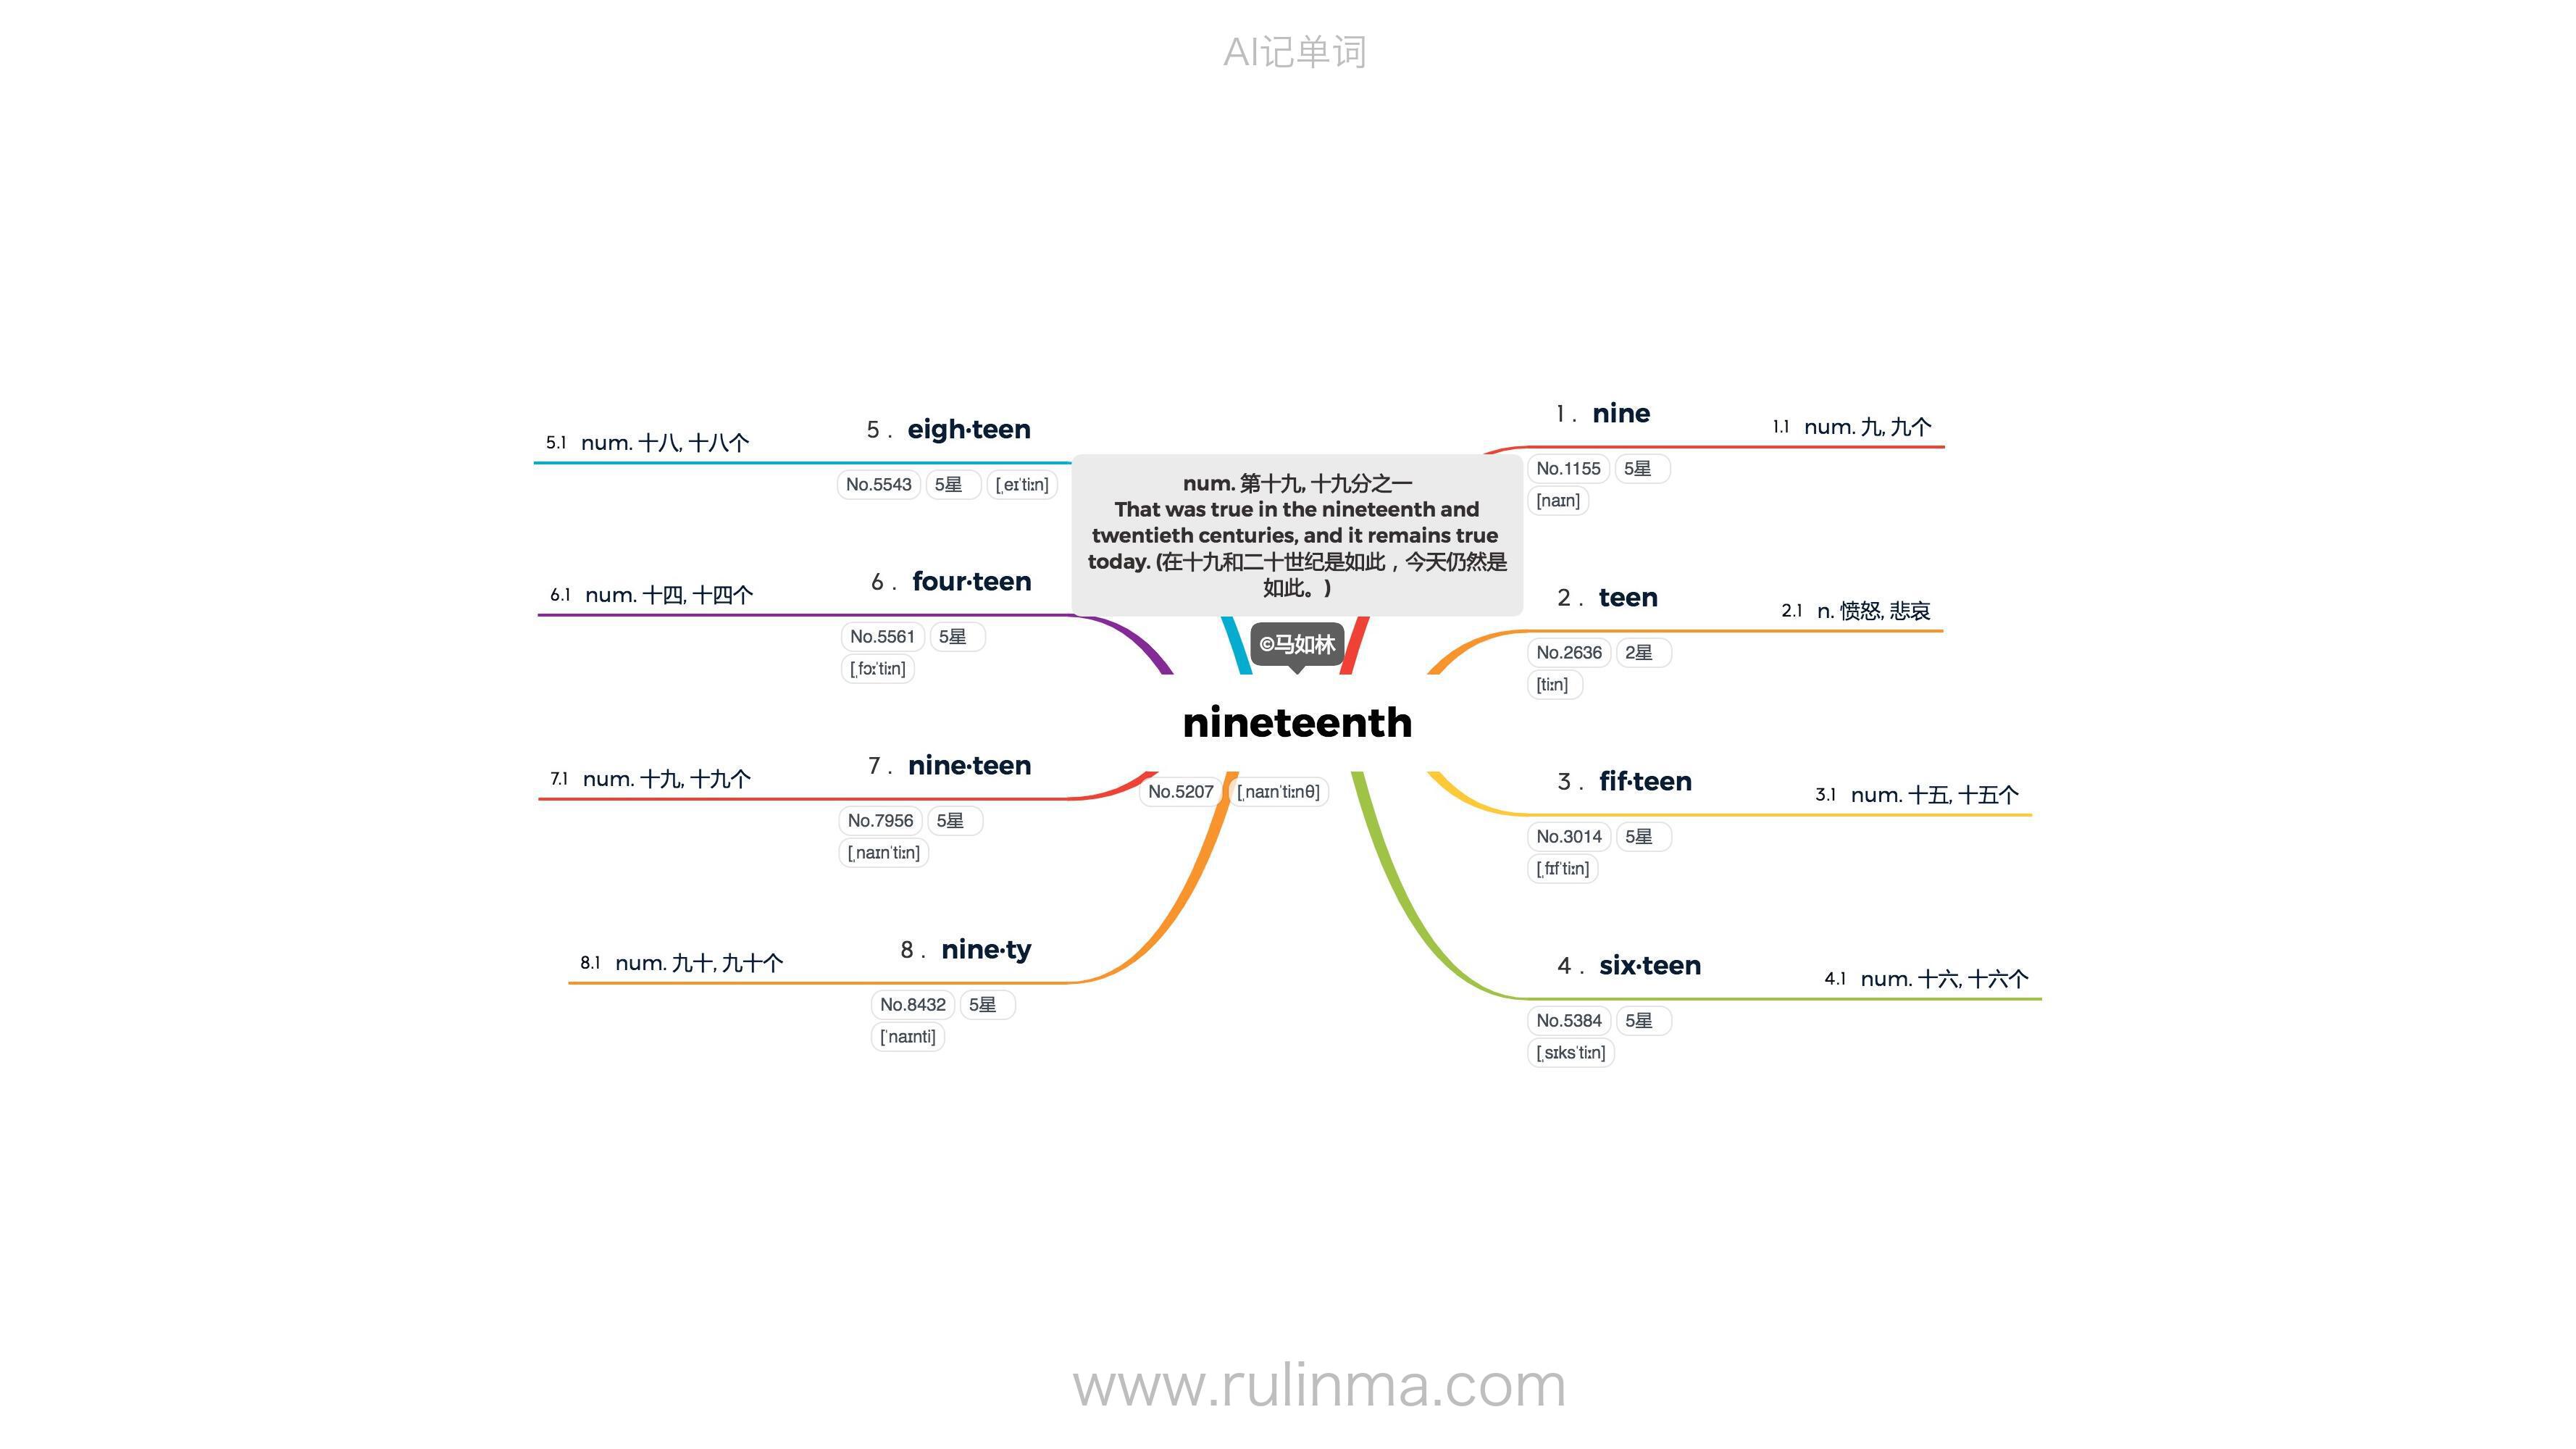 AI记单词
num. 第十九, 十九分之一
That was true in the nineteenth and
twentieth centuries, and it remains true
today. (在十九和二十世纪是如此，今天仍然是
如此。)
©马如林
nineteenth
No.5207 [ˌnaɪnˈtiːnθ]
1 . nine
1.1 num. 九, 九个
No.1155 5星
[naɪn]
2 . teen
2.1 n. 愤怒, 悲哀
No.2636 2星
[tiːn]
3 . fif·teen
3.1 num. 十五, 十五个
No.3014 5星
[ˌfɪfˈtiːn]
4 . six·teen
4.1 num. 十六, 十六个
No.5384 5星
[ˌsɪksˈtiːn]
5 . eigh·teen
5.1 num. 十八, 十八个
No.5543 5星 [ˌeɪˈtiːn]
6 . four·teen
6.1 num. 十四, 十四个
No.5561 5星
[ˌfɔːˈtiːn]
7 . nine·teen
7.1 num. 十九, 十九个
No.7956 5星
[ˌnaɪnˈtiːn]
8 . nine·ty
8.1 num. 九十, 九十个
No.8432 5星
[ˈnaɪnti]
www.rulinma.com